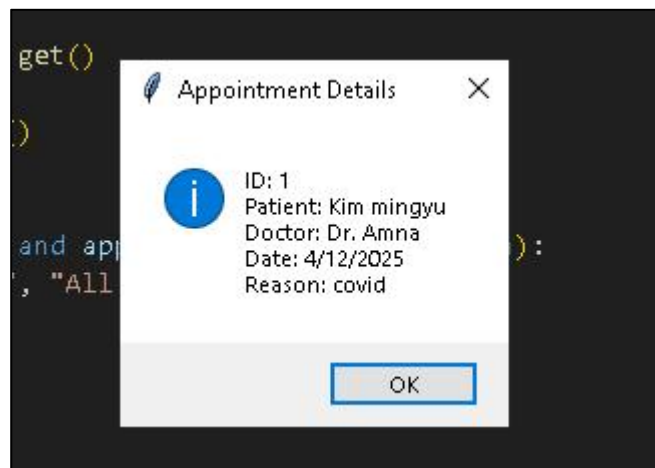 get()
Appointment Details
)
ID: 1
Patient: Kim mingyu
Doctor: Dr. Amna
and
):
Date: 4/12/2025
", "All
Reason: covid
OK